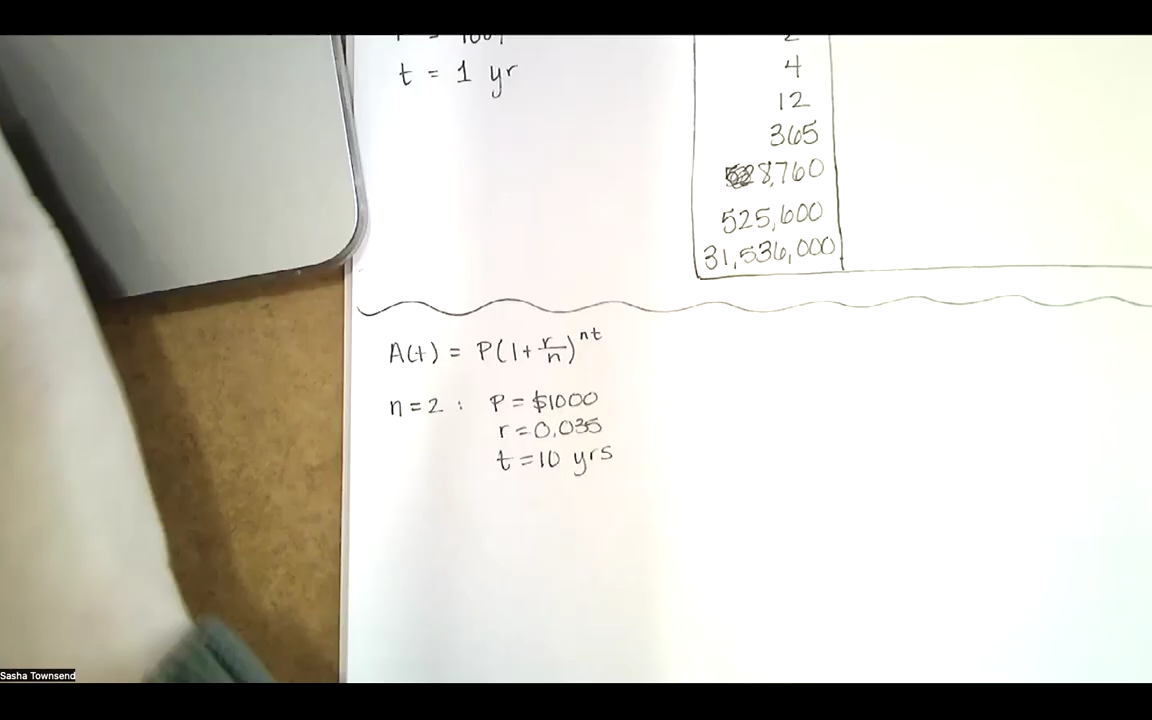 t = 1 yr
4
12
365
8,760
525,600
31,536,000
A(t) = P(1+r/n)^nt
n=2 : P = $1000
r = 0.035
t = 10 yrs
Sasha Townsend